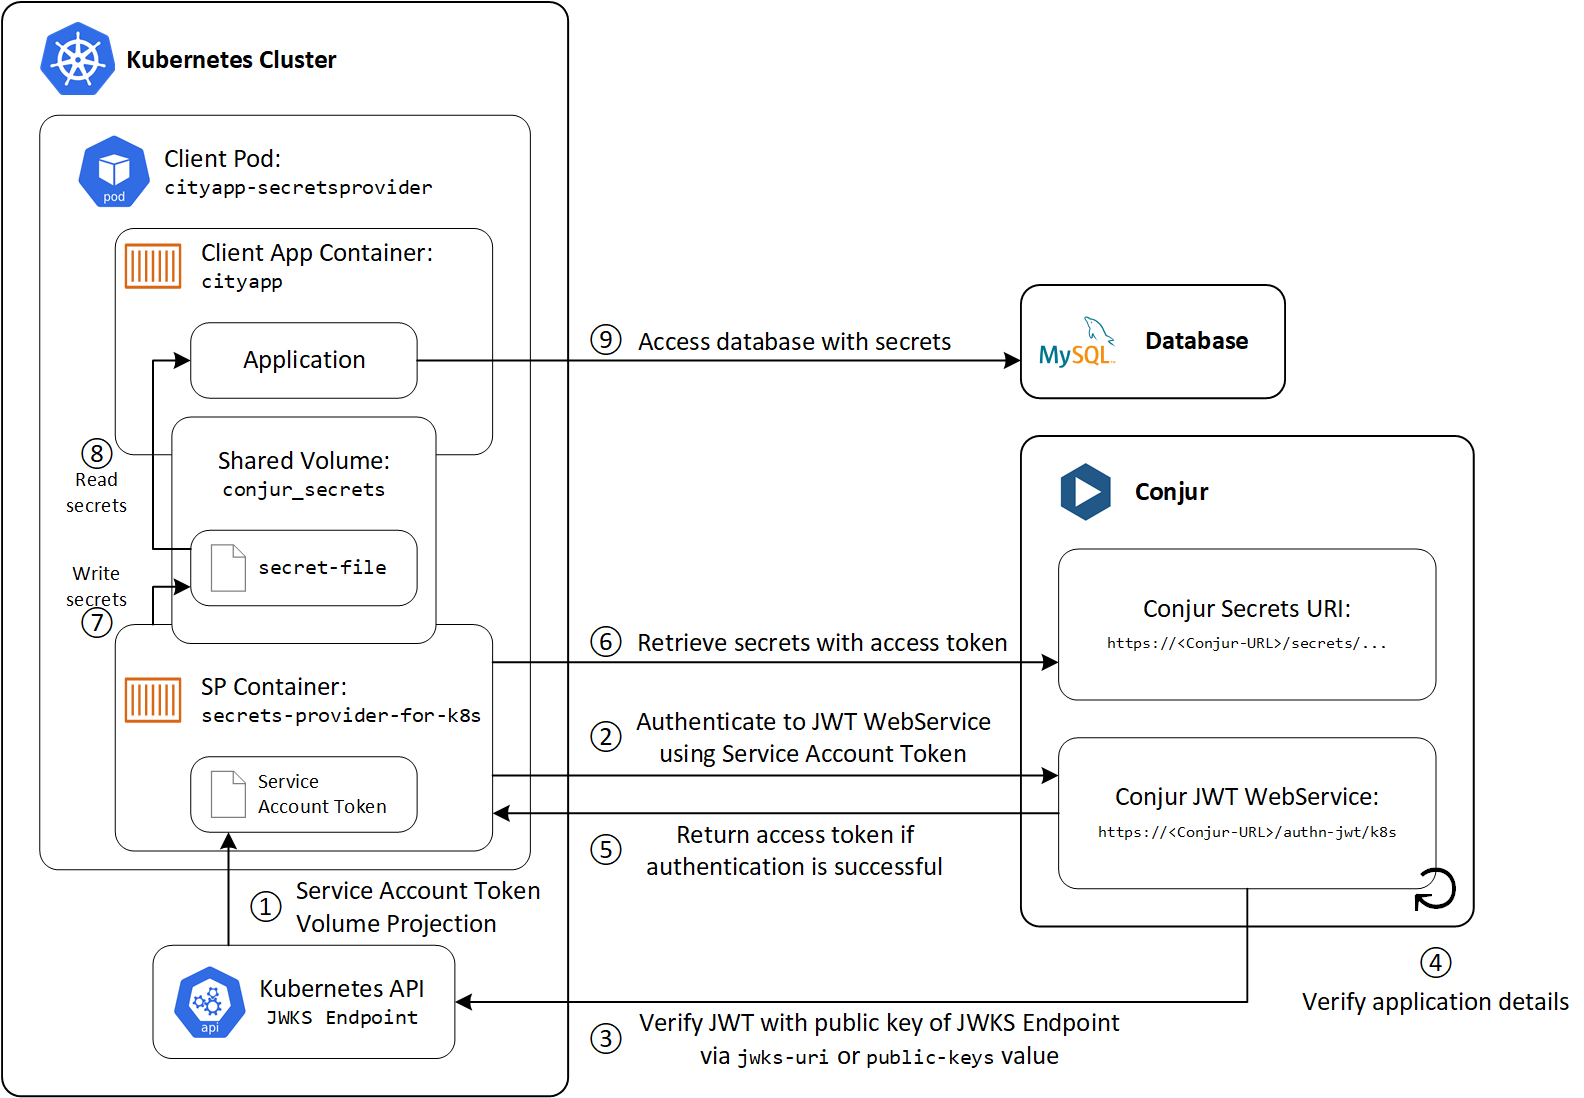 Kubernetes Cluster
pod
Client Pod:
cityapp-secretsprovider
Client App Container:
cityapp
Application
⑨ Access database with secrets
MySQL
Database
⑧
Read
secrets
Shared Volume:
conjur_secrets
secret-file
Write
secrets
⑦
Conjur
Conjur Secrets URI:
https://<Conjur-URL>/secrets/...
⑥ Retrieve secrets with access token
SP Container:
secrets-provider-for-k8s
Service
Account Token
② Authenticate to JWT WebService
using Service Account Token
Conjur JWT WebService:
https://<Conjur-URL>/authn-jwt/k8s
⑤ Return access token if
authentication is successful
① Service Account Token
Volume Projection
api
Kubernetes API
JWKS Endpoint
④
Verify application details
③ Verify JWT with public key of JWKS Endpoint
via jwks-uri or public-keys value